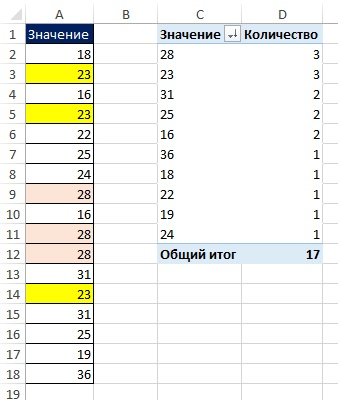 A B C D
1 Значение Значение Количество
2 18 28 3
3 23 23 3
4 16 31 2
5 23 25 2
6 22 16 2
7 25 36 1
8 24 18 1
9 28 22 1
10 16 19 1
11 28 24 1
12 28 Общий итог 17
13 31
14 23
15 31
16 25
17 19
18 36
19